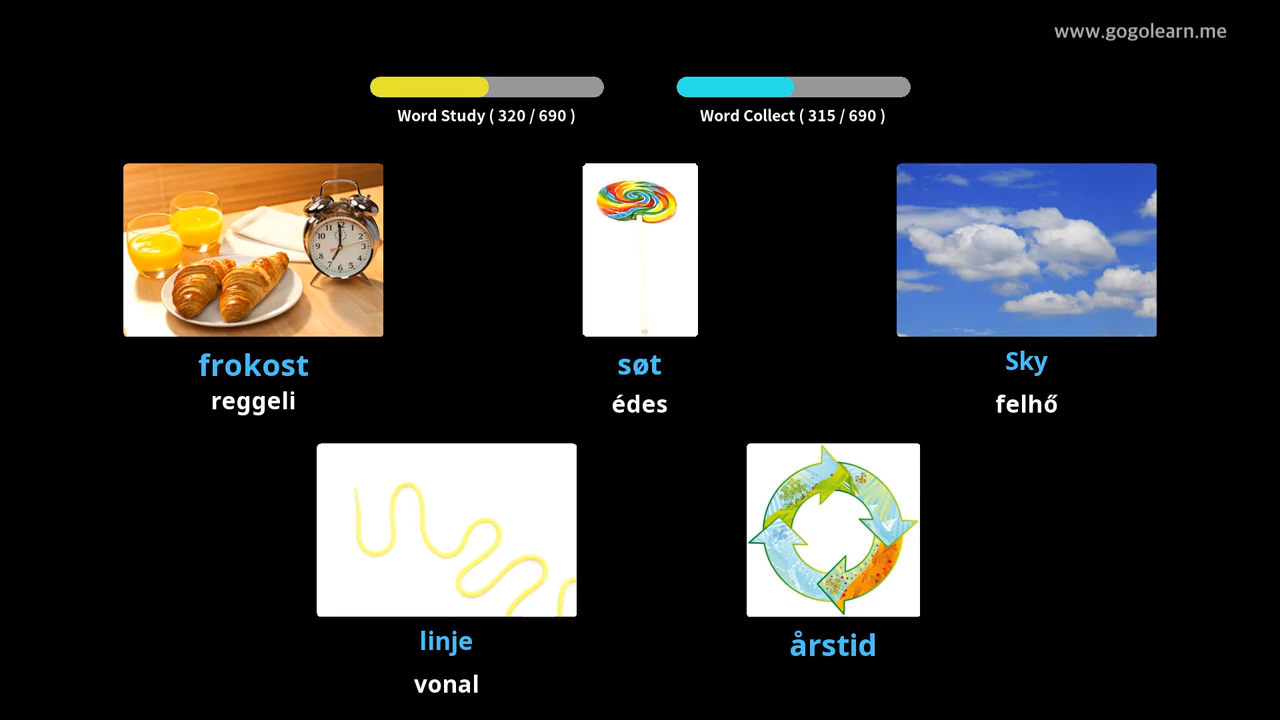 www.gogolearn.me
Word Study ( 320 / 690 )
Word Collect ( 315 / 690 )
frokost
reggeli
søt
édes
Sky
felhő
linje
vonal
årstid